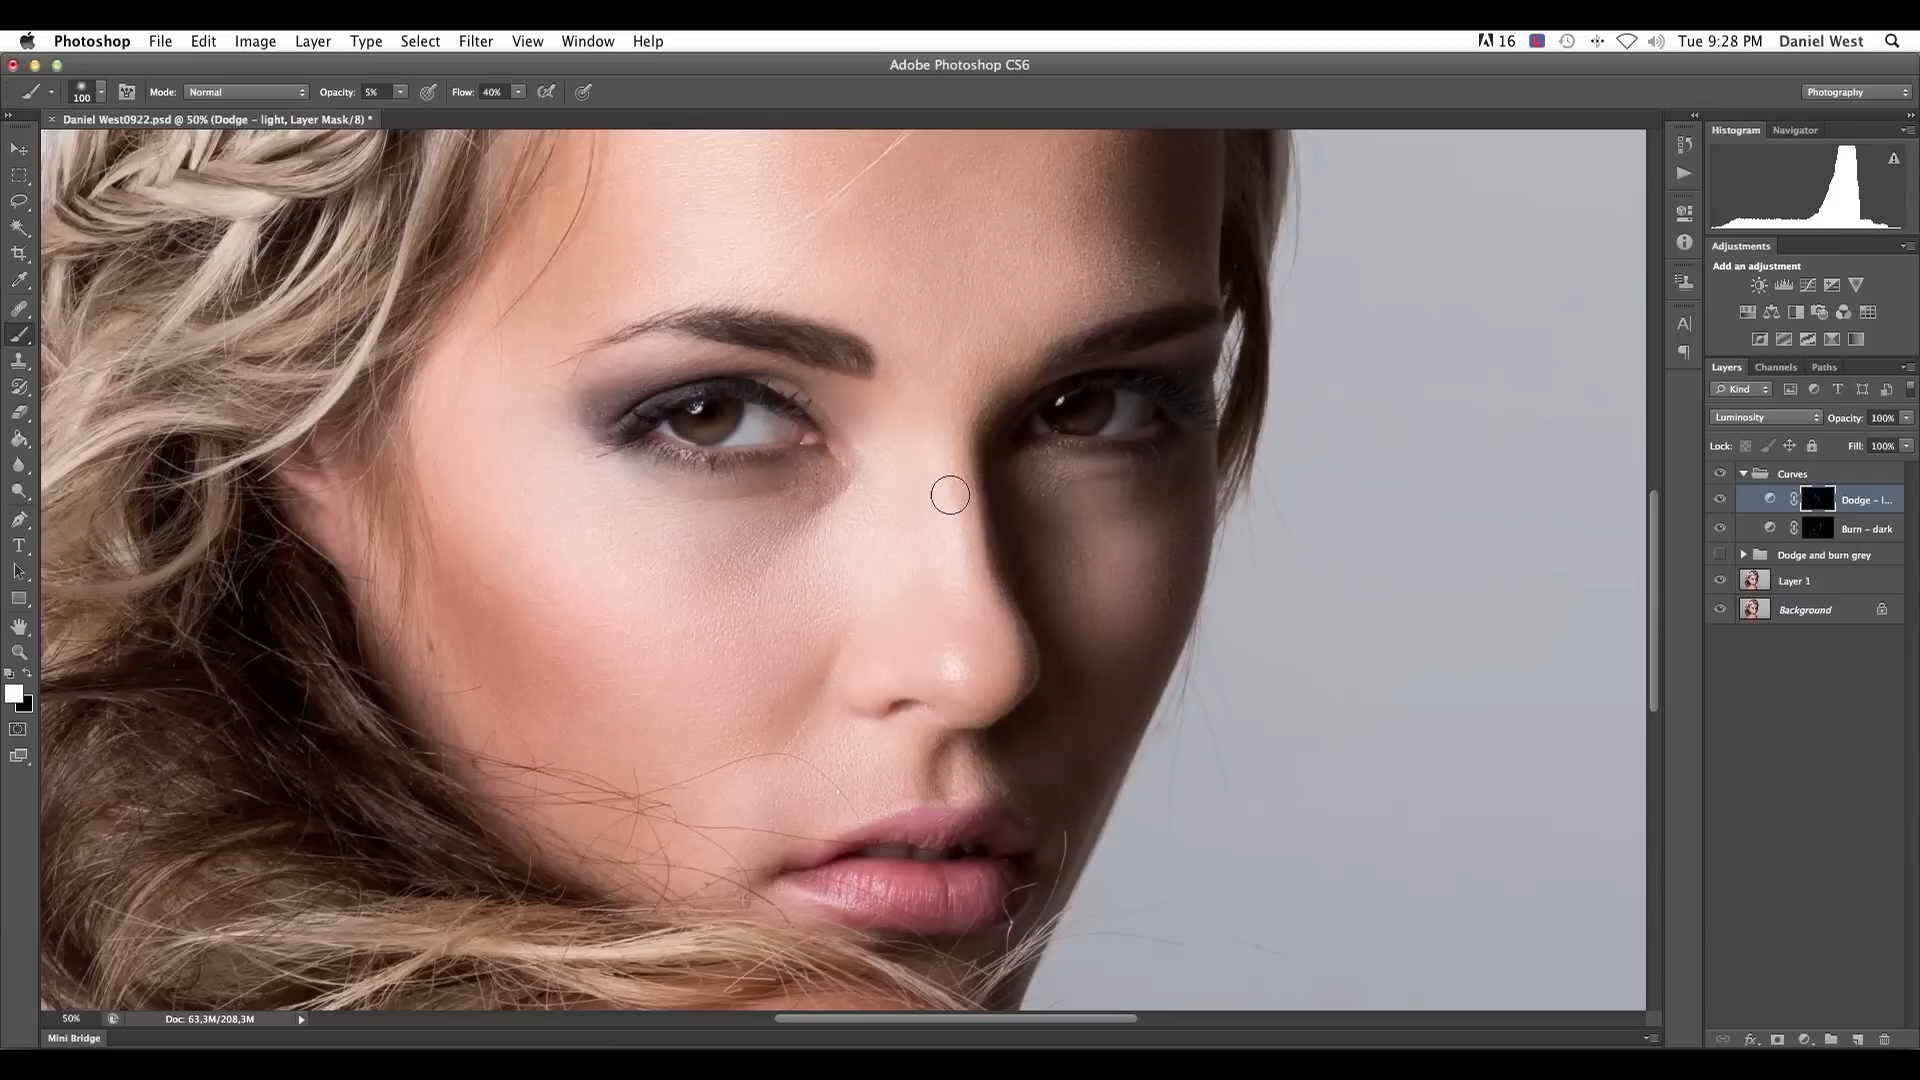 Photoshop File Edit Image Layer Type Select Filter View Window Help 16 Tue 9:28 PM Daniel West
Adobe Photoshop CS6
100 Mode: Normal Opacity: 5% Flow: 40% Photography
× Daniel West0922.psd @ 50% (Dodge - light, Layer Mask/8) *
Histogram Navigator
Adjustments
Add an adjustment
Layers Channels Paths
Kind
Luminosity Opacity: 100%
Lock: Fill: 100%
Curves
Dodge - l...
Burn - dark
Dodge and burn grey
Layer 1
Background
50% Doc: 63,3M/208,3M
Mini Bridge